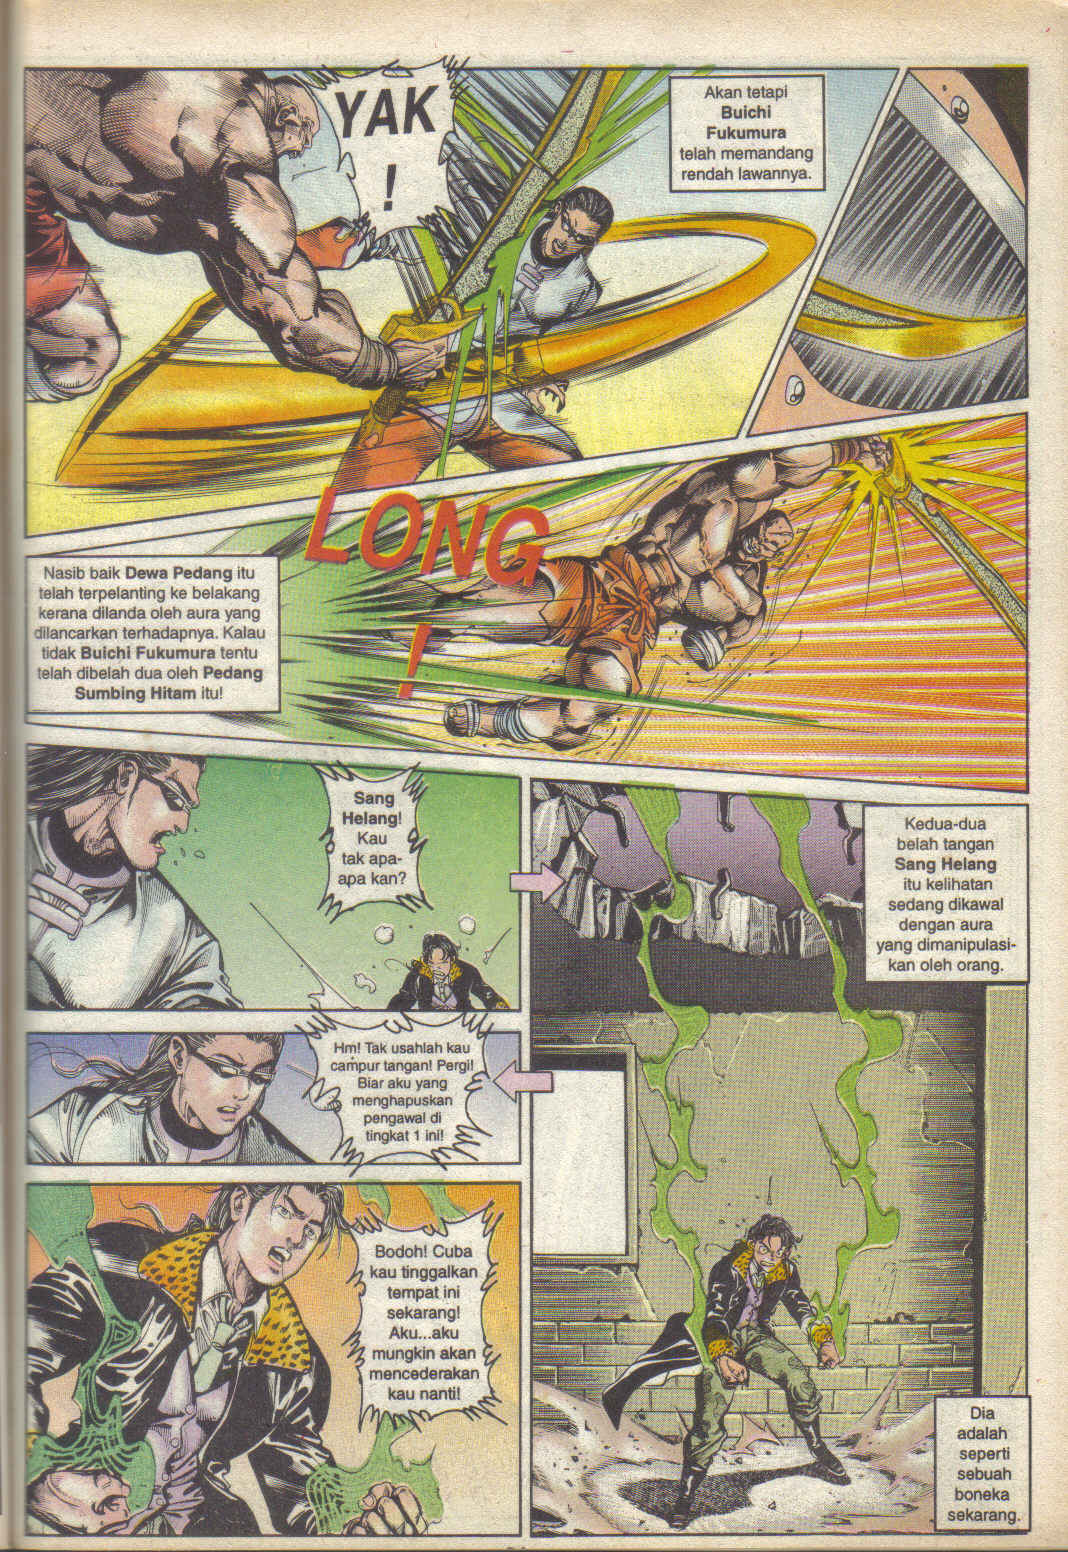 YAK
!
Akan tetapi
Buichi
Fukumura
telah memandang
rendah lawannya.
LONG
!
Nasib baik Dewa Pedang itu
telah terpelanting ke belakang
kerana dilanda oleh aura yang
dilancarkan terhadapnya. Kalau
tidak Buichi Fukumura tentu
telah dibelah dua oleh Pedang
Sumbing Hitam itu!
Sang
Helang!
Kau
tak apa-
apa kan?
Kedua-dua
belah tangan
Sang Helang
itu kelihatan
sedang dikawal
dengan aura
yang dimanipulasi-
kan oleh orang.
Hm! Tak usahlah kau
campur tangan! Pergi!
Biar aku yang
menghapuskan
pengawal di
tingkat 1 ini!
Bodoh! Cuba
kau tinggalkan
tempat ini
sekarang!
Aku...aku
mungkin akan
mencederakan
kau nanti!
Dia
adalah
seperti
sebuah
boneka
sekarang.